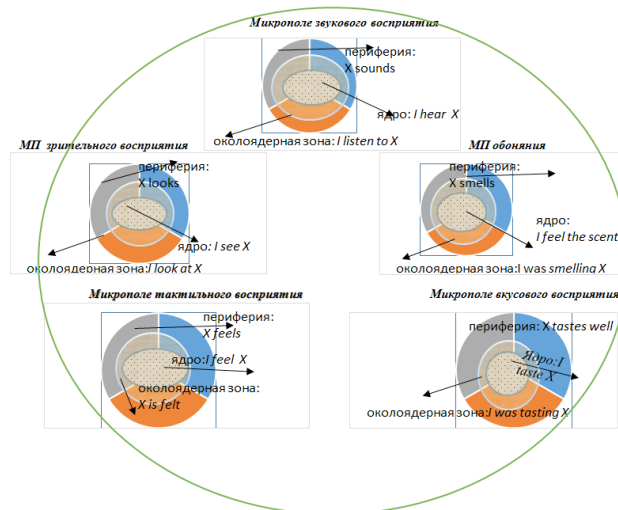 Микрополе звукового восприятия
периферия:
X sounds
ядро: I hear X
околоядерная зона: I listen to X
МП зрительного восприятия
периферия:
X looks
ядро: I see X
околоядерная зона: I look at X
МП обоняния
периферия:
X smells
ядро:
I feel the scent
околоядерная зона: I was smelling X
Микрополе тактильного восприятия
периферия:
X feels
ядро: I feel X
околоядерная зона:
X is felt
Микрополе вкусового восприятия
периферия: X tastes well
Ядро: I
taste X
околоядерная зона: I was tasting X